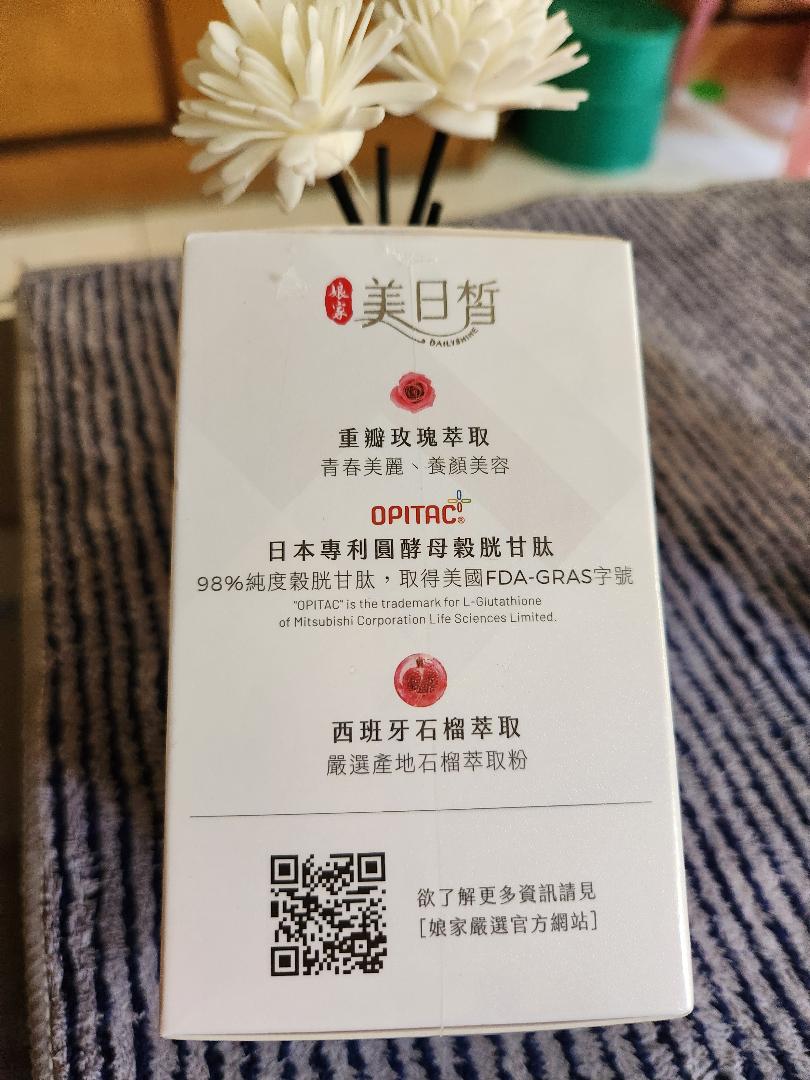 娘家 美日皙
DAILYSHINE
重瓣玫瑰萃取
青春美麗、養顏美容
OPITAC®
日本專利圓酵母穀胱甘肽
98%純度穀胱甘肽，取得美國FDA-GRAS字號
"OPITAC" is the trademark for L-Glutathione
of Mitsubishi Corporation Life Sciences Limited.
西班牙石榴萃取
嚴選產地石榴萃取粉
欲了解更多資訊請見
[娘家嚴選官方網站]